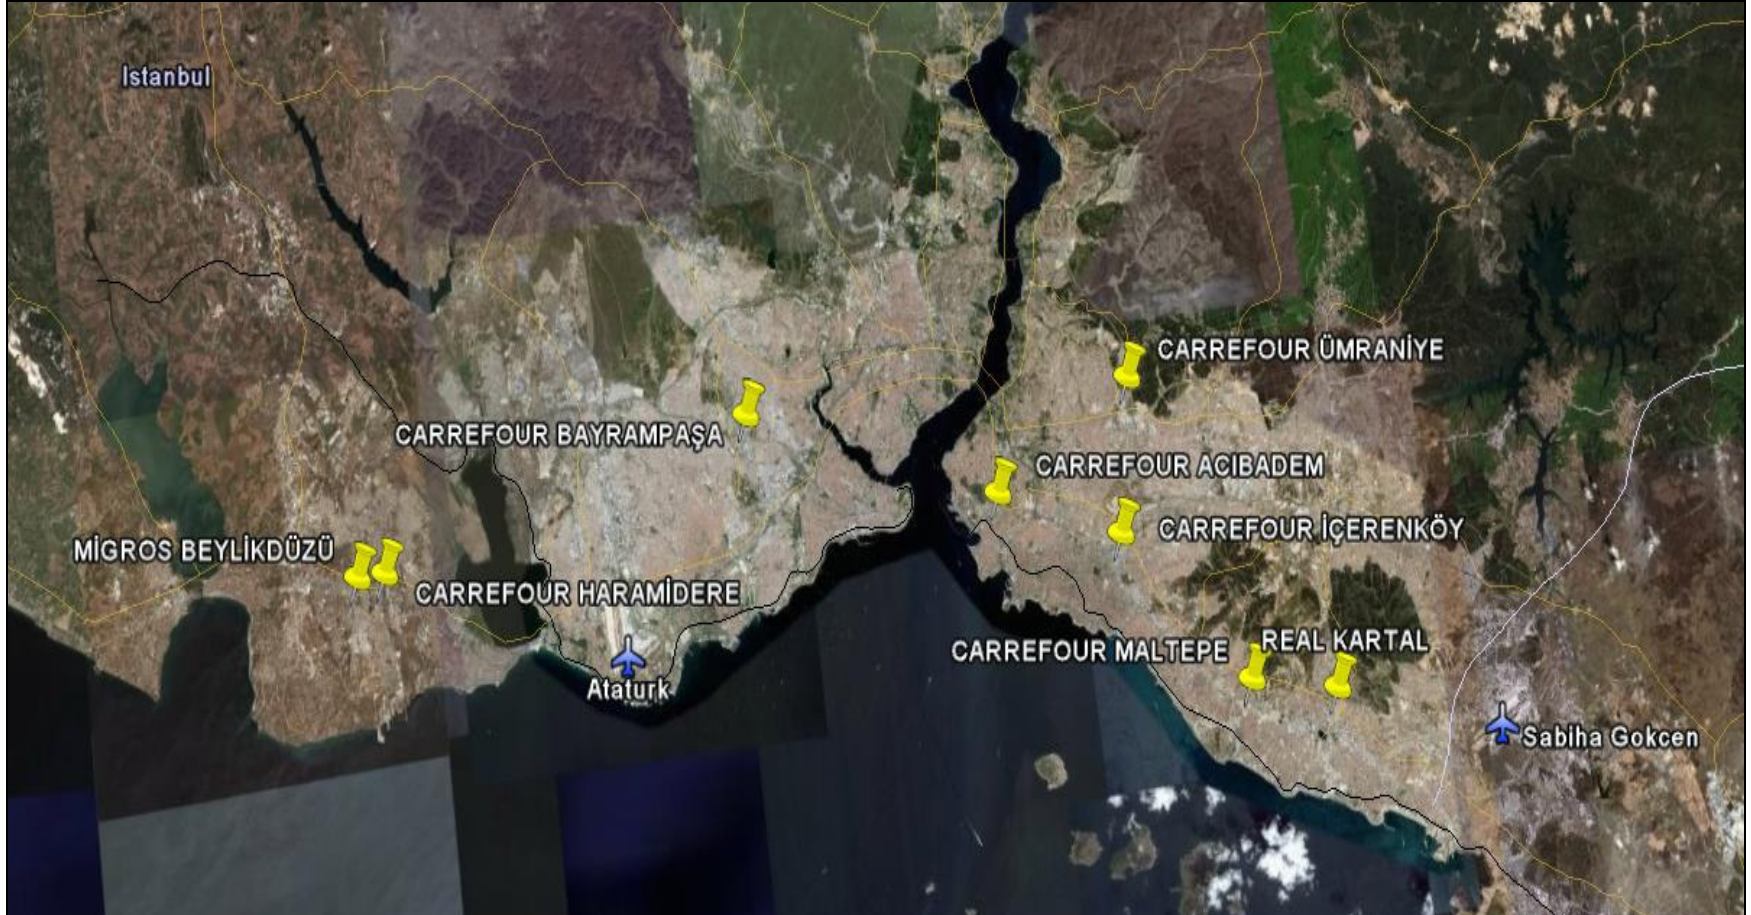 Istanbul
CARREFOUR ÜMRANİYE
CARREFOUR BAYRAMPAŞA
CARREFOUR ACIBADEM
CARREFOUR İÇERENKÖY
MİGROS BEYLİKDÜZÜ
CARREFOUR HARAMİDERE
CARREFOUR MALTEPE
REAL KARTAL
Ataturk
Sabiha Gokcen